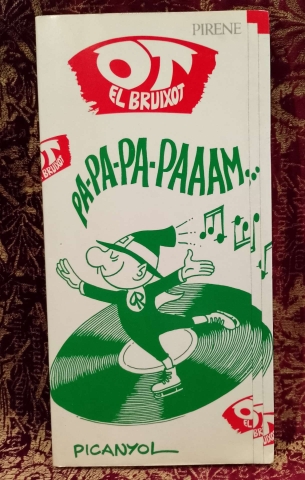 PIRENE
OT
EL BRUIXOT
OT
EL BRUIXOT
PA-PA-PA-PAAAM...
R
OT
EL BRUIXOT
PICANYOL